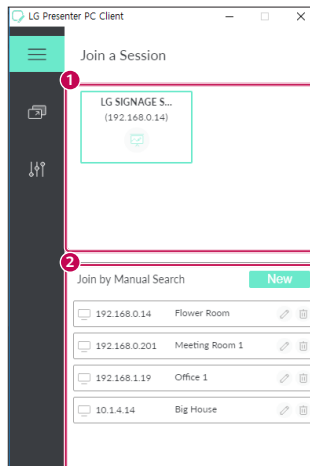 LG Presenter PC Client
Join a Session
1
LG SIGNAGE S...
(192.168.0.14)
2
Join by Manual Search
New
192.168.0.14 Flower Room
192.168.0.201 Meeting Room 1
192.168.1.19 Office 1
10.1.4.14 Big House